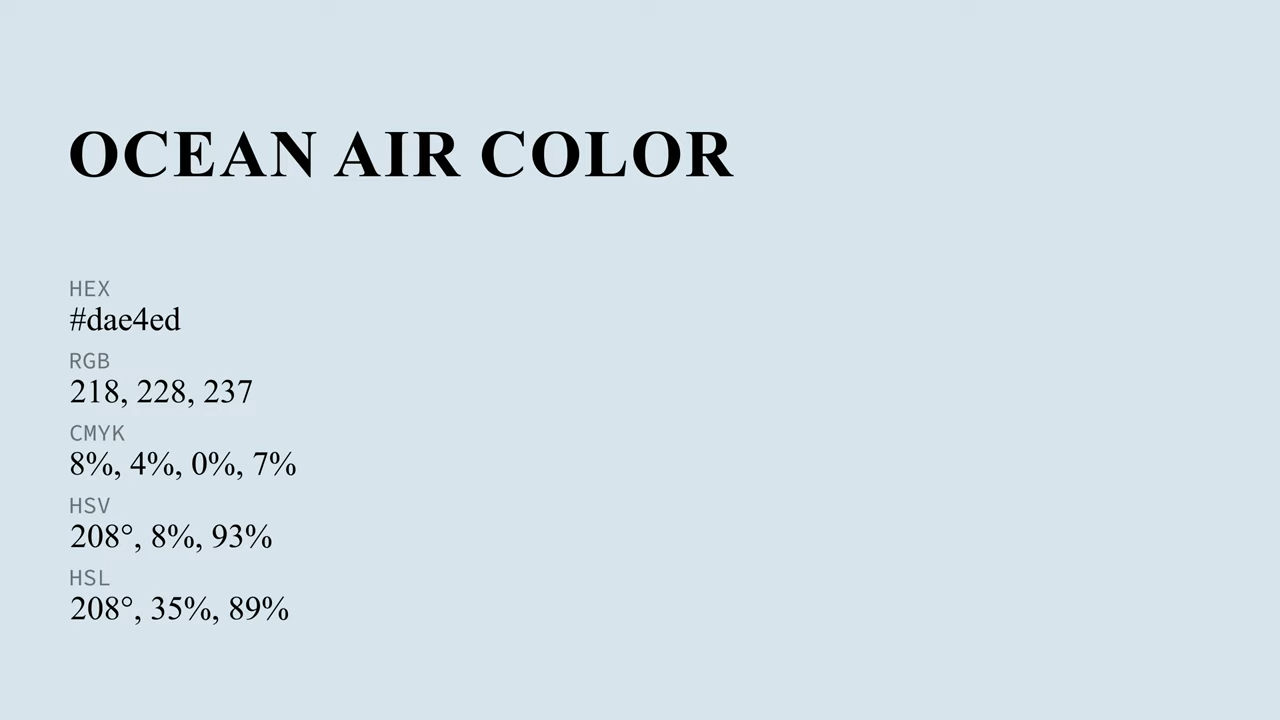 OCEAN AIR COLOR
HEX
#dae4ed
RGB
218, 228, 237
CMYK
8%, 4%, 0%, 7%
HSV
208°, 8%, 93%
HSL
208°, 35%, 89%